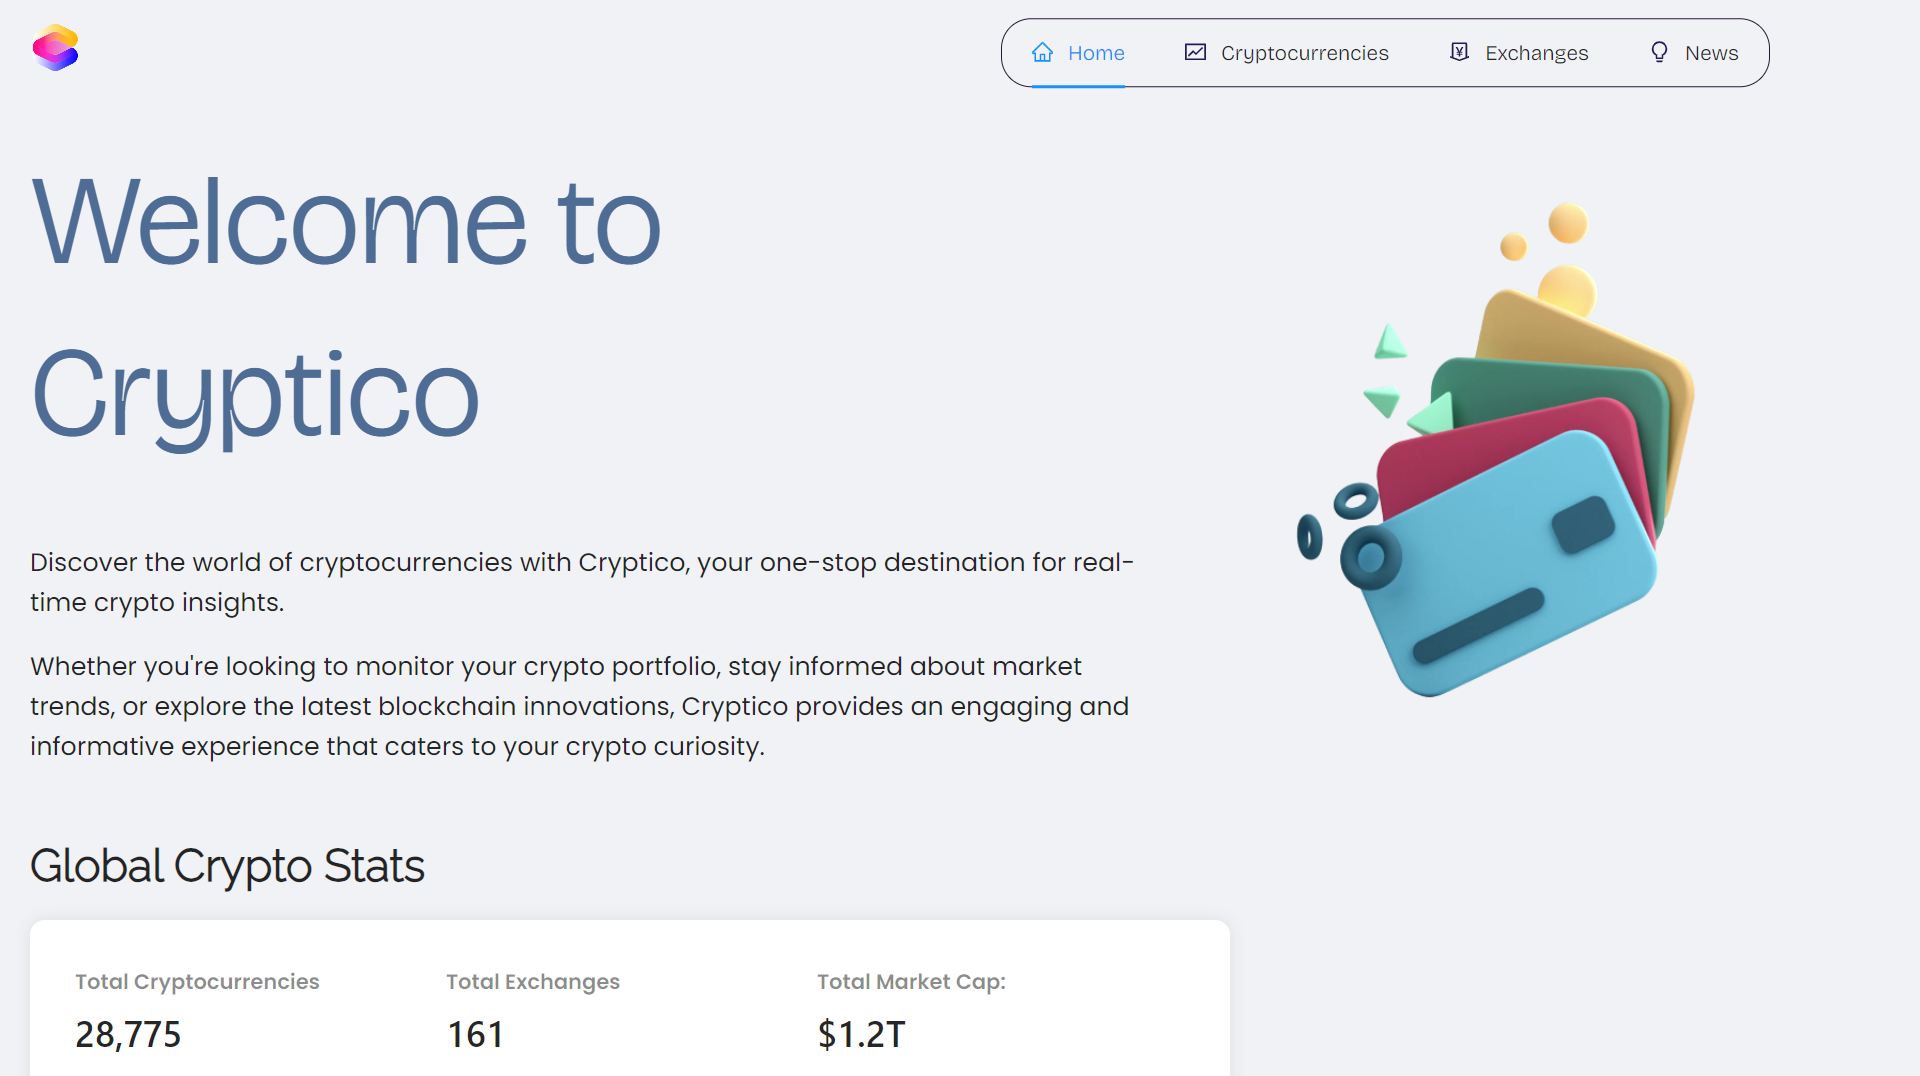 Home
Cryptocurrencies
Exchanges
News
Welcome to
Cryptico
Discover the world of cryptocurrencies with Cryptico, your one-stop destination for real-
time crypto insights.
Whether you're looking to monitor your crypto portfolio, stay informed about market
trends, or explore the latest blockchain innovations, Cryptico provides an engaging and
informative experience that caters to your crypto curiosity.
Global Crypto Stats
Total Cryptocurrencies
28,775
Total Exchanges
161
Total Market Cap:
$1.2T